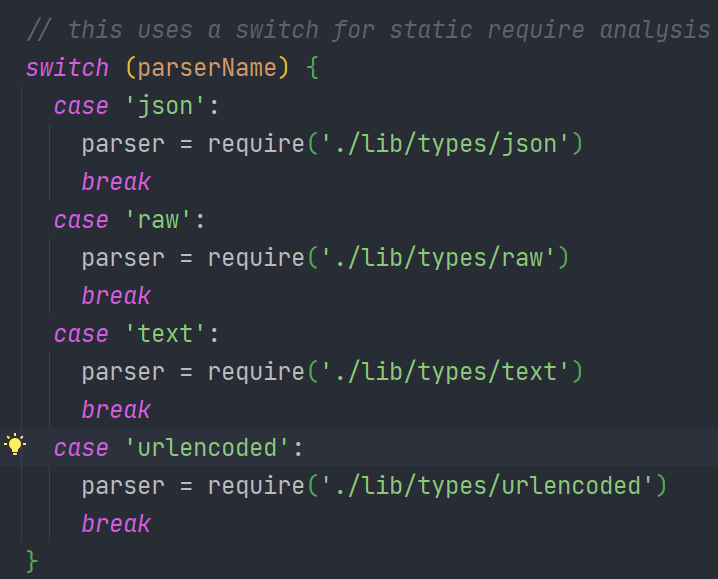 // this uses a switch for static require analysis
switch (parserName) {
  case 'json':
    parser = require('./lib/types/json')
    break
  case 'raw':
    parser = require('./lib/types/raw')
    break
  case 'text':
    parser = require('./lib/types/text')
    break
  case 'urlencoded':
    parser = require('./lib/types/urlencoded')
    break
}